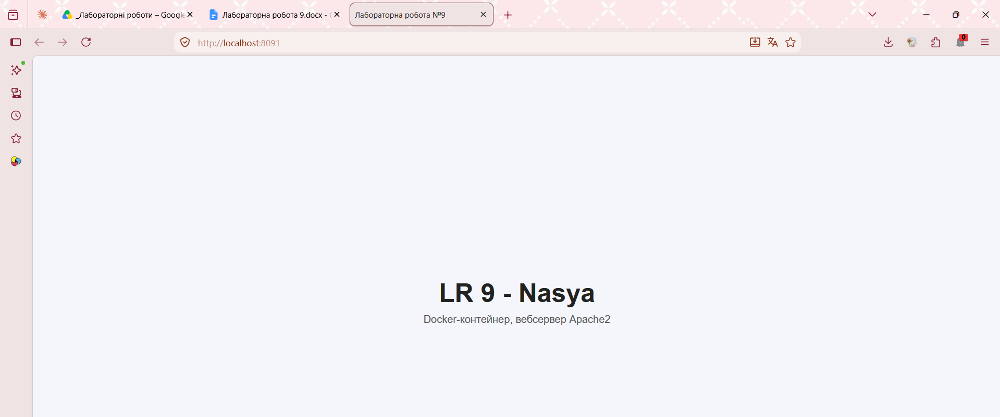 _Лабораторні роботи – Google
Лабораторна робота 9.docx -
Лабораторна робота №9
http://localhost:8091
0
LR 9 - Nasya
Docker-контейнер, вебсервер Apache2